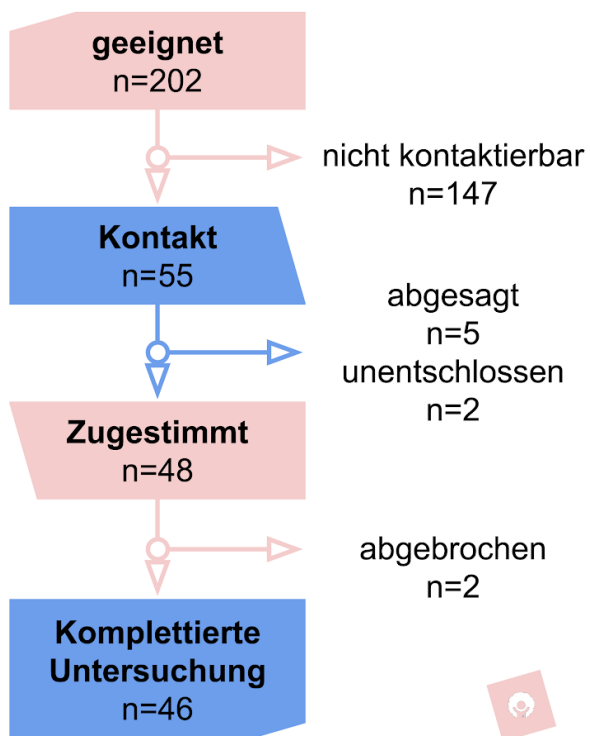 geeignet
n=202
nicht kontaktierbar
n=147
Kontakt
n=55
abgesagt
n=5
unentschlossen
n=2
Zugestimmt
n=48
abgebrochen
n=2
Komplettierte
Untersuchung
n=46